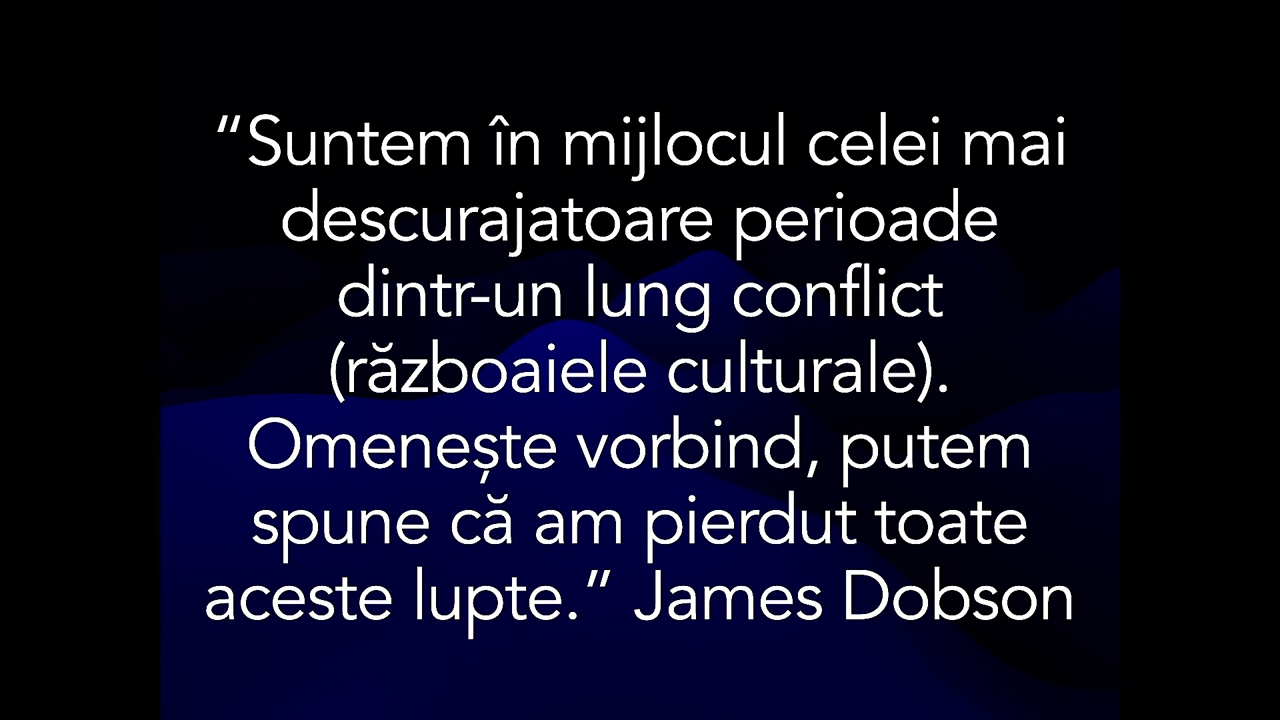 “Suntem în mijlocul celei mai
descurajatoare perioade
dintr-un lung conflict
(războaiele culturale).
Omenește vorbind, putem
spune că am pierdut toate
aceste lupte.” James Dobson